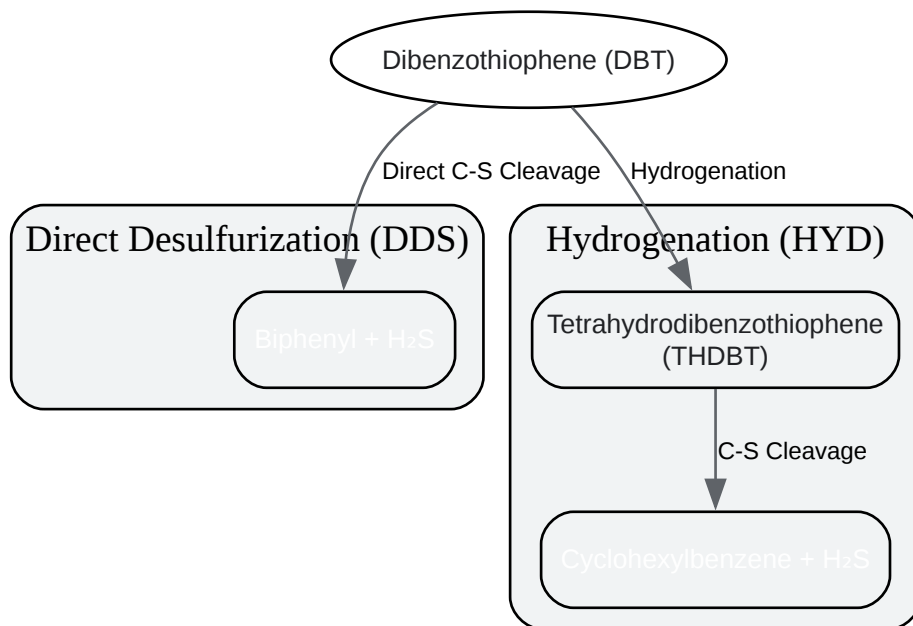 Dibenzothiophene (DBT)
Direct C-S Cleavage
Hydrogenation
Direct Desulfurization (DDS)
Hydrogenation (HYD)
Biphenyl + H₂S
Tetrahydrodibenzothiophene
(THDBT)
C-S Cleavage
Cyclohexylbenzene + H₂S